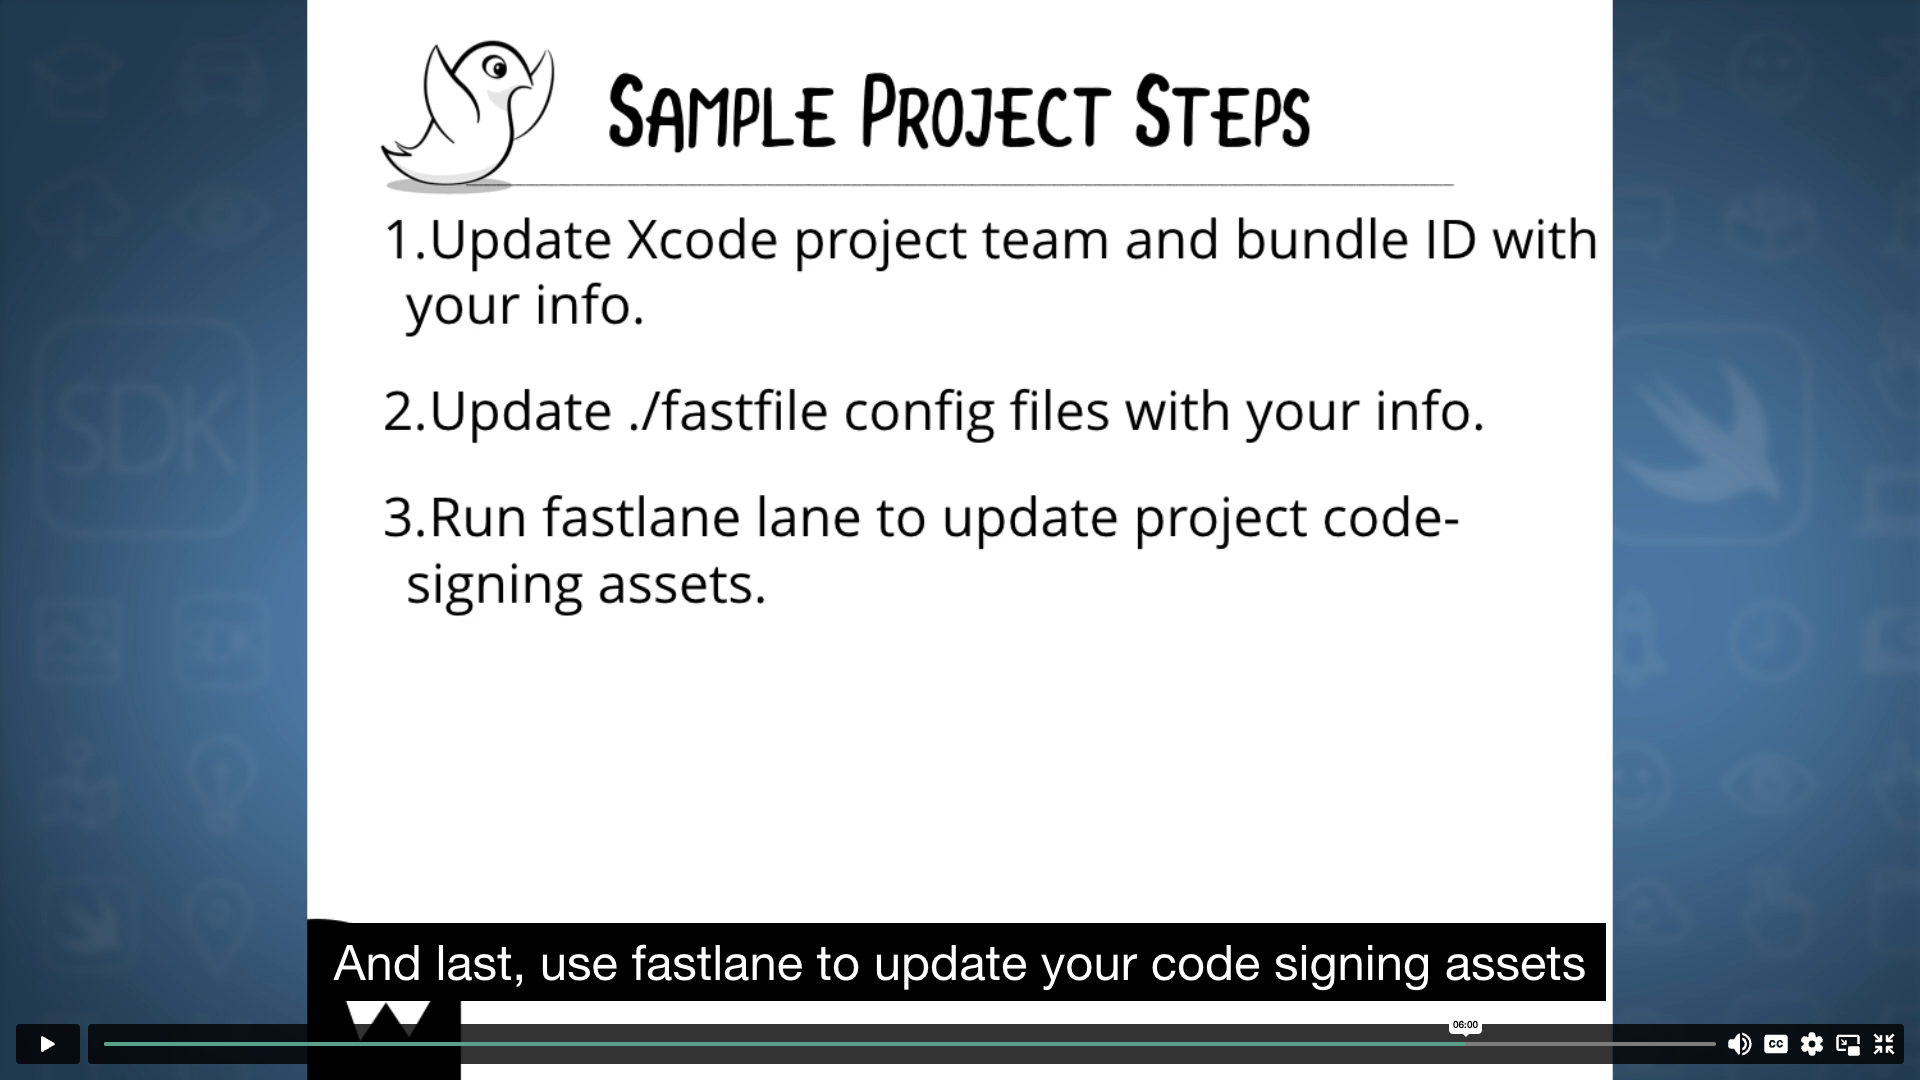 SAMPLE PROJECT STEPS
1.Update Xcode project team and bundle ID with
your info.
2.Update ./fastfile config files with your info.
3.Run fastlane lane to update project code-
signing assets.
SDK
SDK
And last, use fastlane to update your code signing assets
06:00
CC